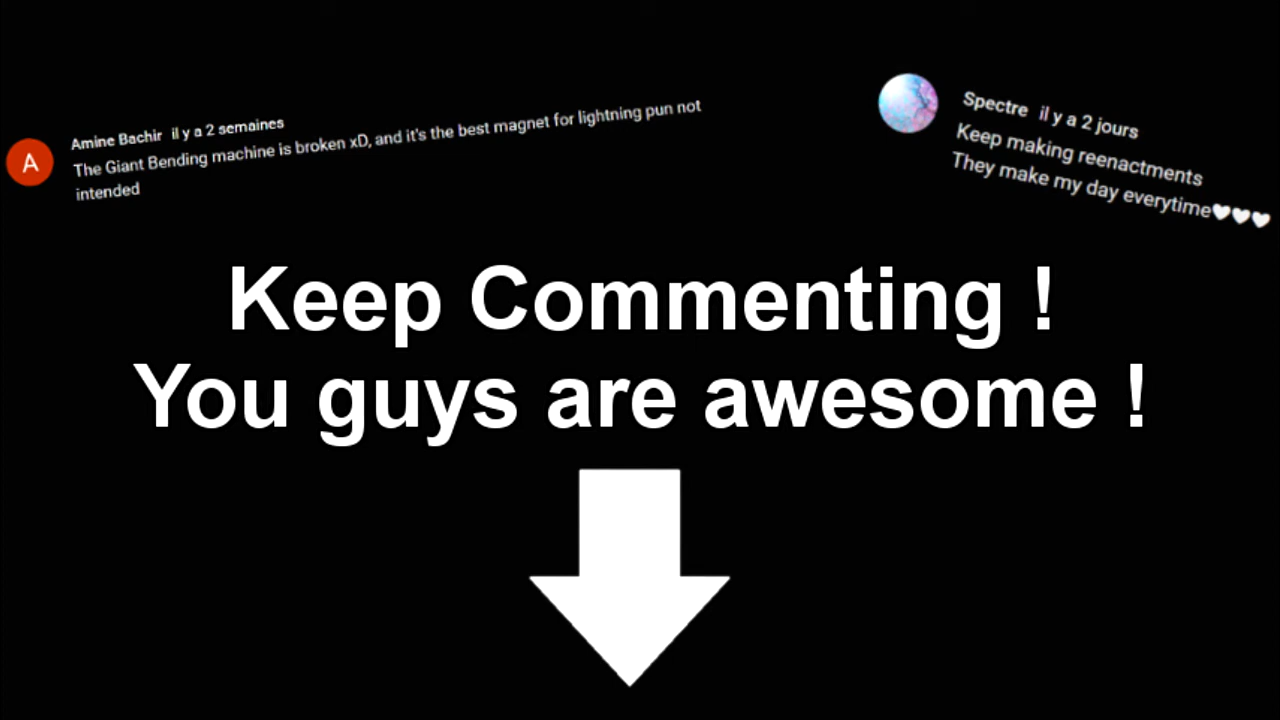 A
Amine Bachir il y a 2 semaines
The Giant Bending machine is broken xD, and it's the best magnet for lightning pun not
intended
Spectre il y a 2 jours
Keep making reenactments
They make my day everytime🤍🤍🤍
Keep Commenting !
You guys are awesome !